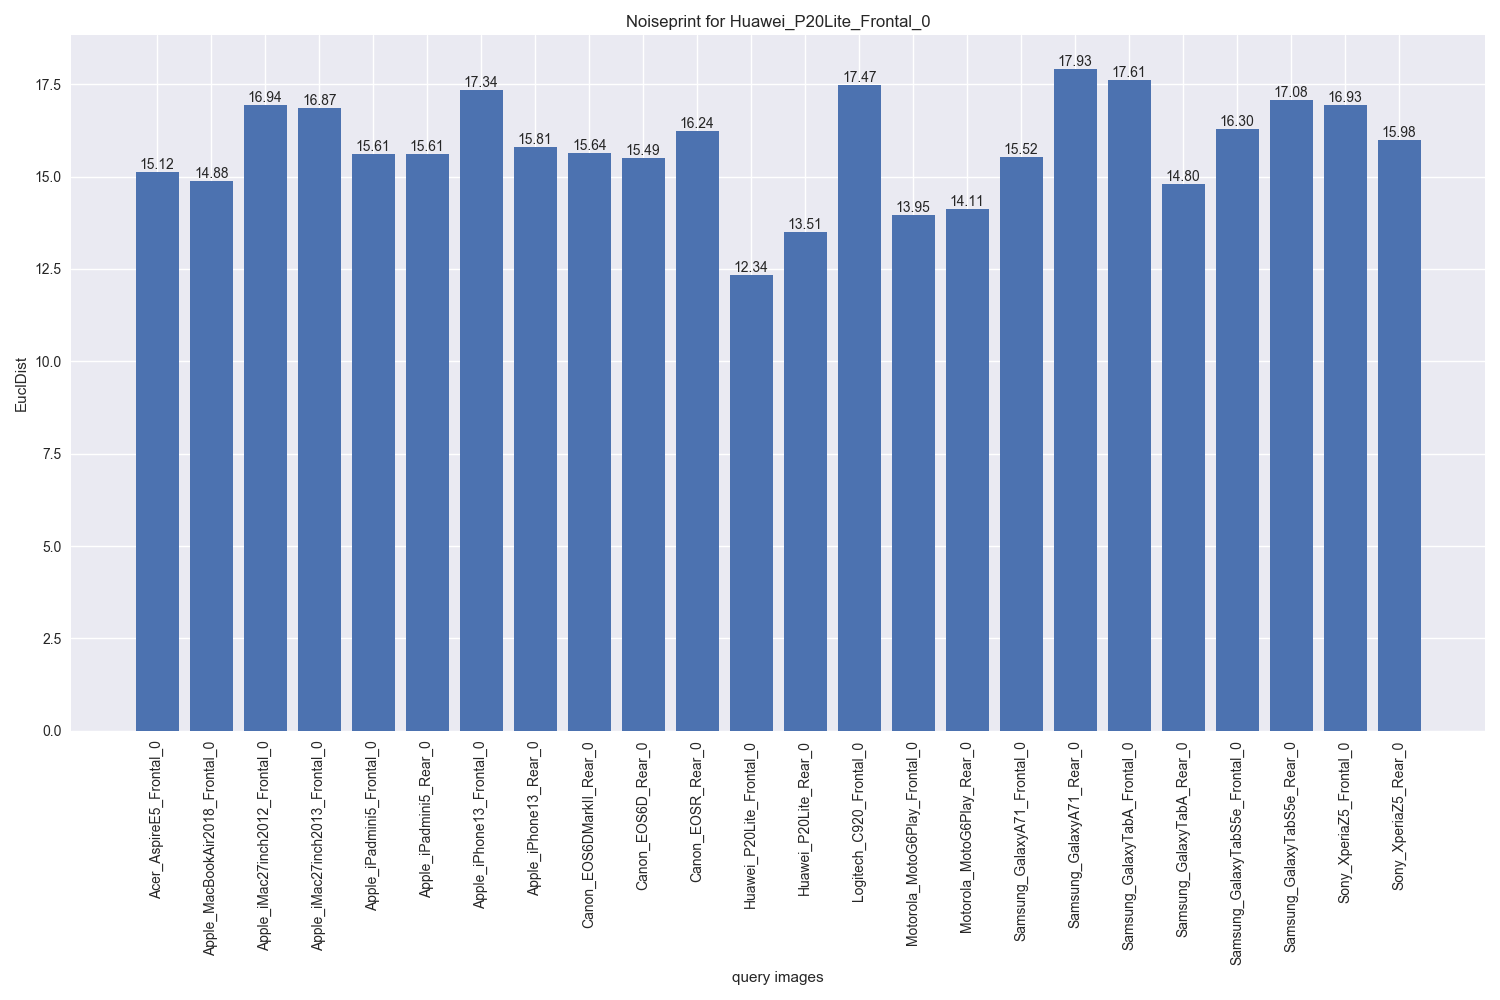 Noiseprint for Huawei_P20Lite_Frontal_0
EuclDist
17.5
15.0
12.5
10.0
7.5
5.0
2.5
0.0
15.12
14.88
16.94
16.87
15.61
15.61
17.34
15.81
15.64
15.49
16.24
12.34
13.51
17.47
13.95
14.11
15.52
17.93
17.61
14.80
16.30
17.08
16.93
15.98
Acer_AspireE5_Frontal_0
Apple_MacBookAir2018_Frontal_0
Apple_iMac27inch2012_Frontal_0
Apple_iMac27inch2013_Frontal_0
Apple_iPadmini5_Frontal_0
Apple_iPadmini5_Rear_0
Apple_iPhone13_Frontal_0
Apple_iPhone13_Rear_0
Canon_EOS6DMarkII_Rear_0
Canon_EOS6D_Rear_0
Canon_EOSR_Rear_0
Huawei_P20Lite_Frontal_0
Huawei_P20Lite_Rear_0
Logitech_C920_Frontal_0
Motorola_MotoG6Play_Frontal_0
Motorola_MotoG6Play_Rear_0
Samsung_GalaxyA71_Frontal_0
Samsung_GalaxyA71_Rear_0
Samsung_GalaxyTabA_Frontal_0
Samsung_GalaxyTabA_Rear_0
Samsung_GalaxyTabS5e_Frontal_0
Samsung_GalaxyTabS5e_Rear_0
Sony_XperiaZ5_Frontal_0
Sony_XperiaZ5_Rear_0
query images